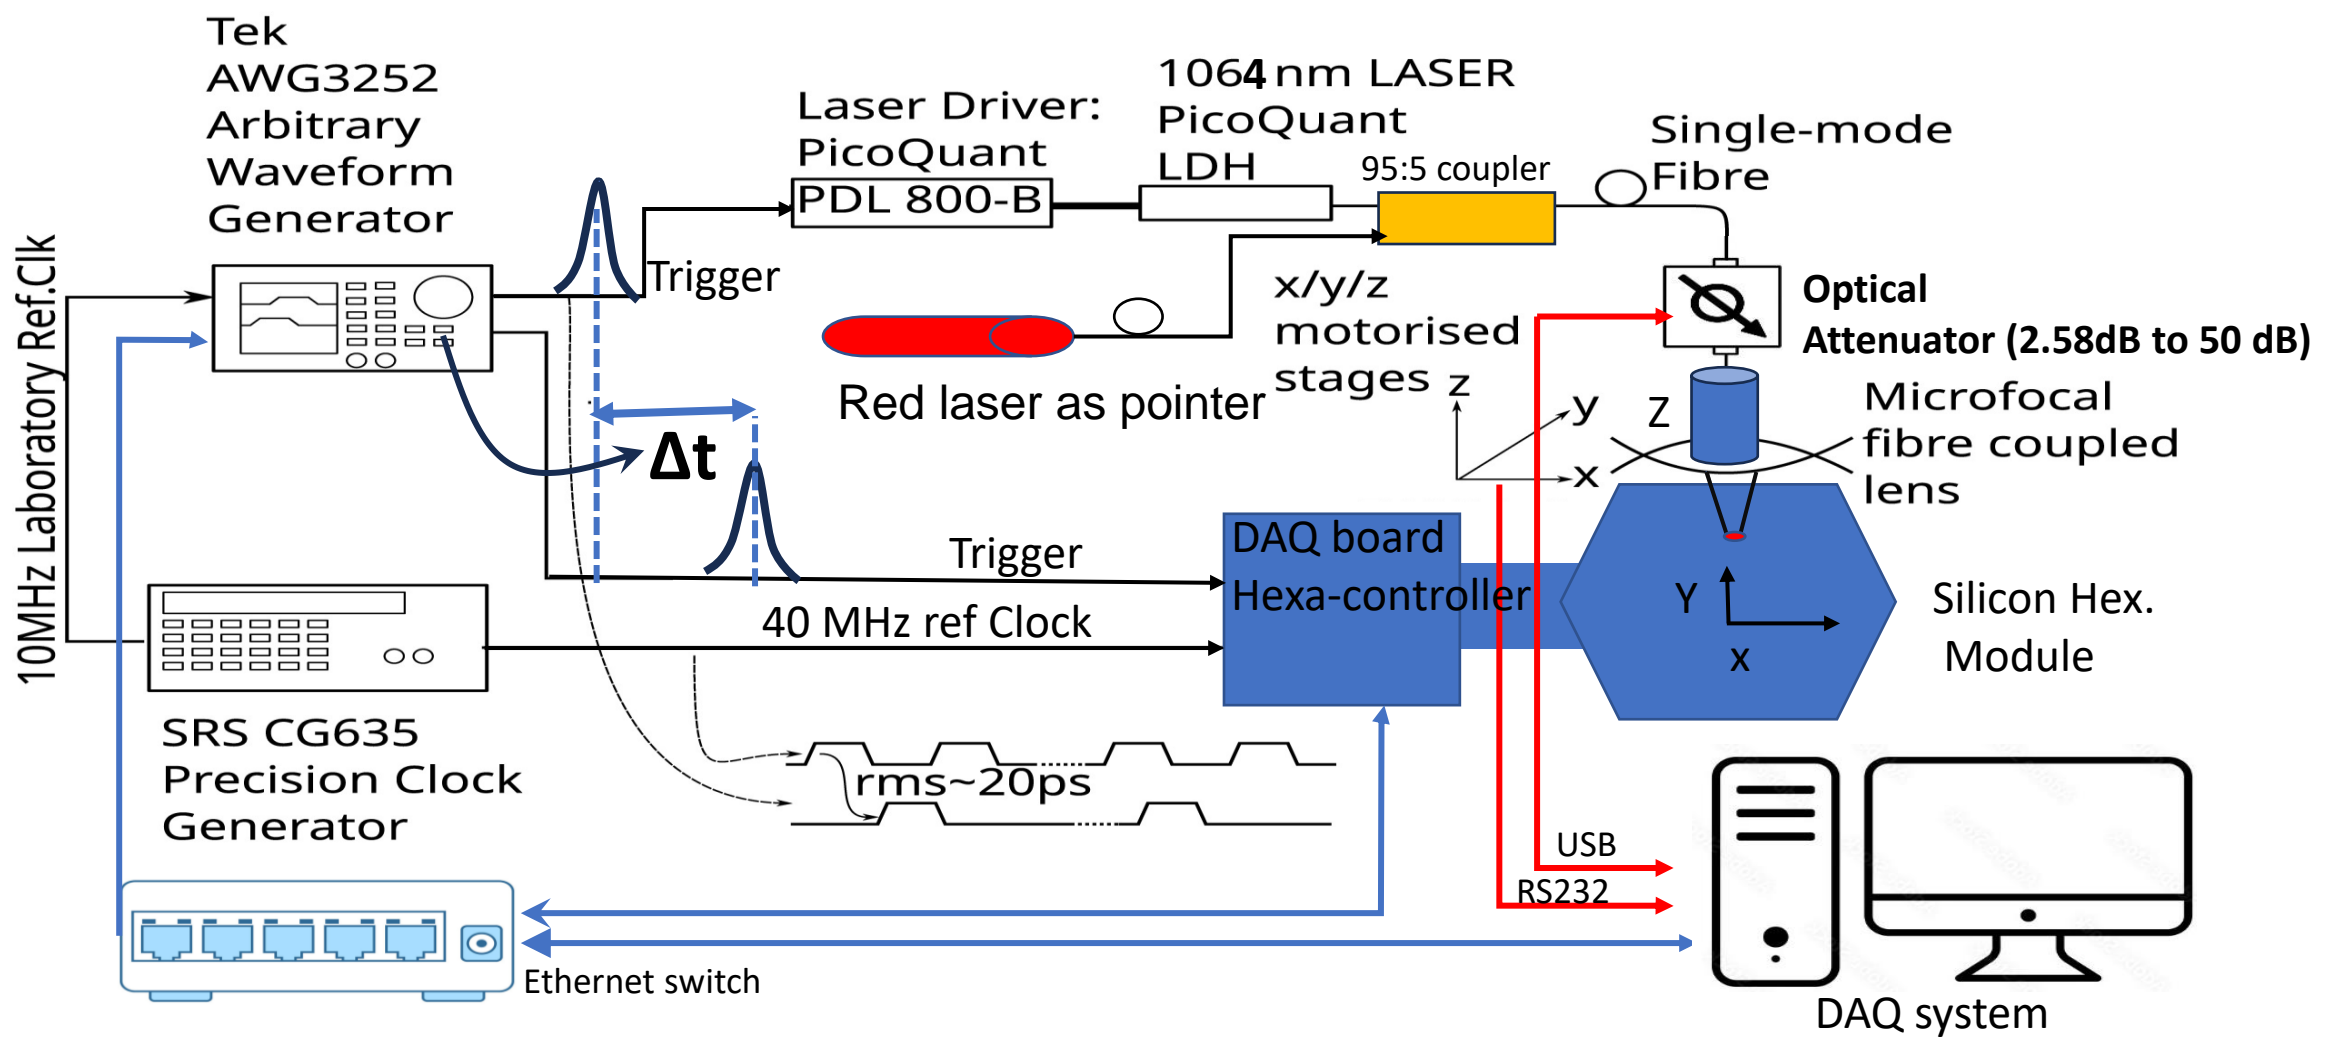 Tek
AWG3252
Arbitrary
Waveform
Generator
10MHz Laboratory Ref.Clk
Trigger
Laser Driver:
PicoQuant
PDL 800-B
1064 nm LASER
PicoQuant
LDH
95:5 coupler
Single-mode
Fibre
Optical
Attenuator (2.58dB to 50 dB)
Red laser as pointer
x/y/z
motorised
stages
z
y
x
Z
Microfocal
fibre coupled
lens
Δt
Trigger
40 MHz ref Clock
DAQ board
Hexa-controller
Y
x
Silicon Hex.
Module
SRS CG635
Precision Clock
Generator
rms~20ps
USB
RS232
Ethernet switch
DAQ system